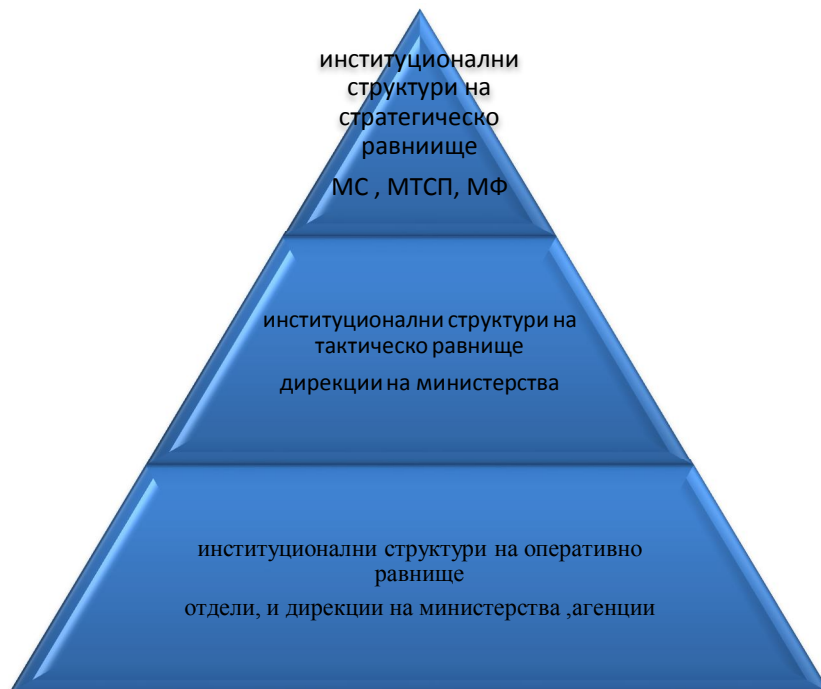 институционални
структури на
стратегическо
равниище
МС , МТСП, МФ
институционални структури на
тактическо равнище
дирекции на министерства
институционални структури на оперативно
равнище
отдели, и дирекции на министерства ,агенции